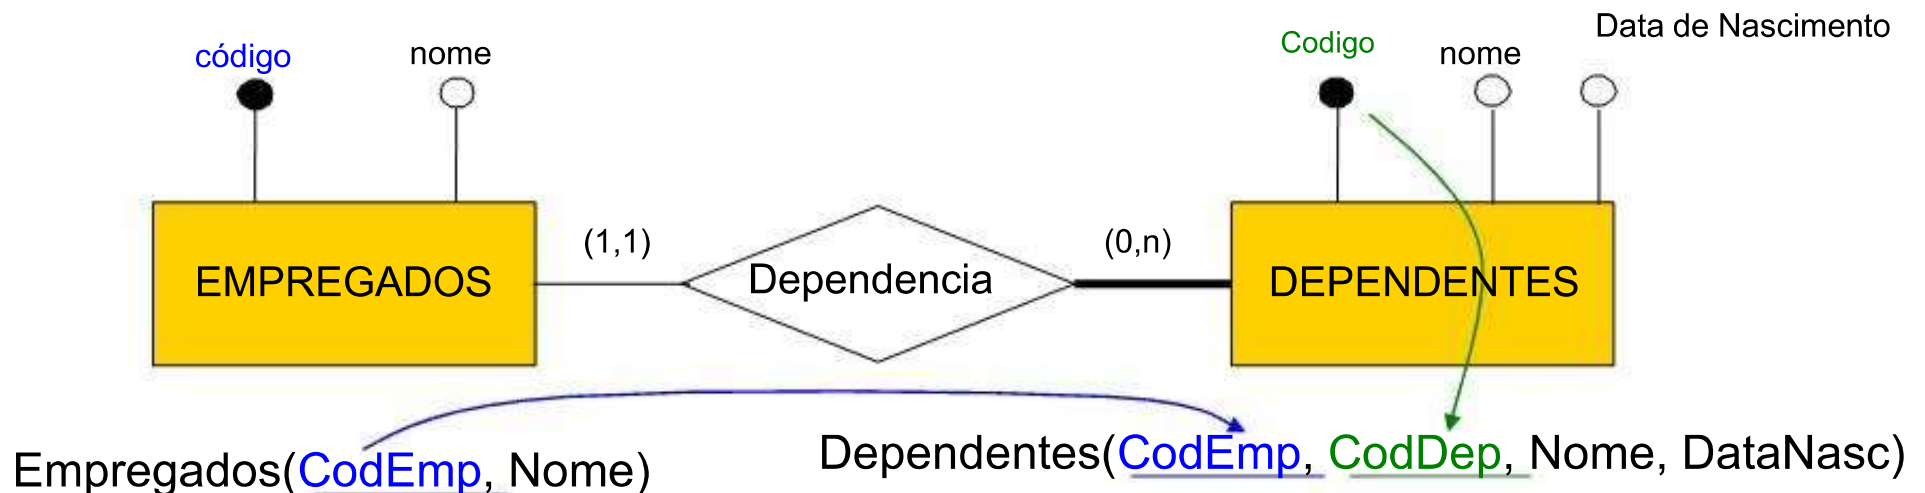 código
nome
Codigo
nome
Data de Nascimento
EMPREGADOS
(1,1)
Dependencia
(0,n)
DEPENDENTES
Empregados(CodEmp, Nome)
Dependentes(CodEmp, CodDep, Nome, DataNasc)